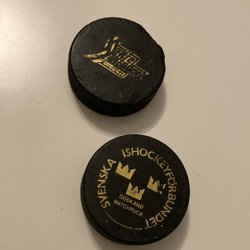 SVENSKA ISHOCKEYFÖRBUNDET
GODKÄND
MATCHPUCK